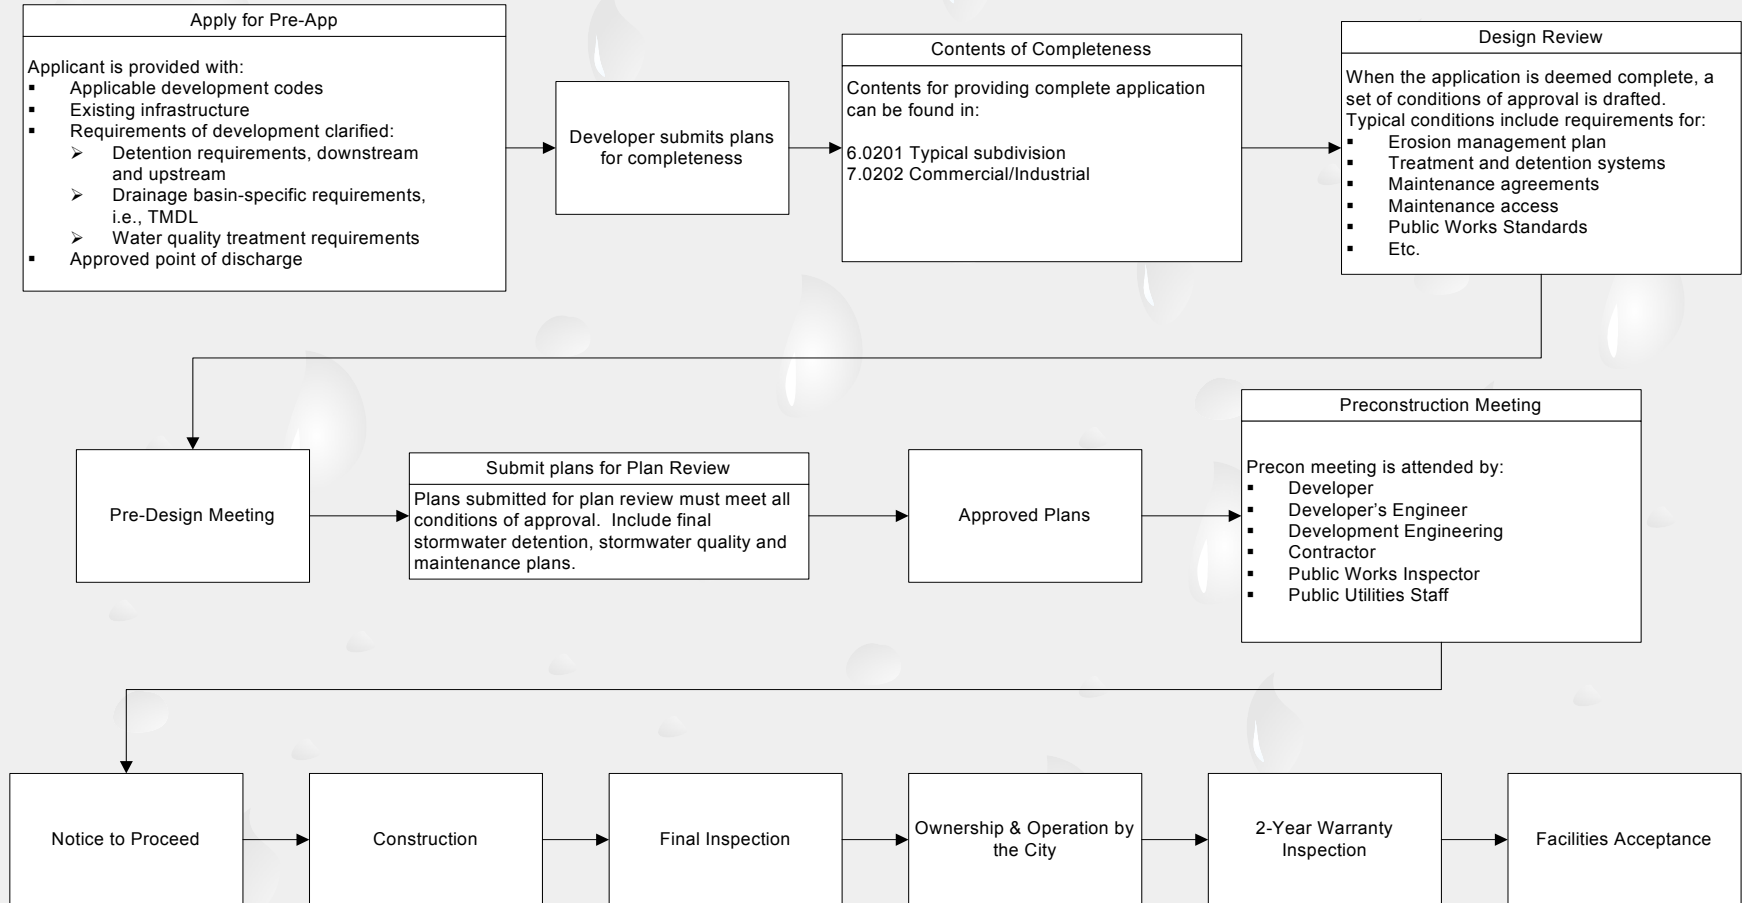 Apply for Pre-App
Applicant is provided with:
▪ Applicable development codes
▪ Existing infrastructure
▪ Requirements of development clarified:
➢ Detention requirements, downstream
and upstream
➢ Drainage basin-specific requirements,
i.e., TMDL
➢ Water quality treatment requirements
▪ Approved point of discharge
Developer submits plans
for completeness
Contents of Completeness
Contents for providing complete application
can be found in:
6.0201 Typical subdivision
7.0202 Commercial/Industrial
Design Review
When the application is deemed complete, a
set of conditions of approval is drafted.
Typical conditions include requirements for:
▪ Erosion management plan
▪ Treatment and detention systems
▪ Maintenance agreements
▪ Maintenance access
▪ Public Works Standards
▪ Etc.
Pre-Design Meeting
Submit plans for Plan Review
Plans submitted for plan review must meet all
conditions of approval.  Include final
stormwater detention, stormwater quality and
maintenance plans.
Approved Plans
Preconstruction Meeting
Precon meeting is attended by:
▪ Developer
▪ Developer’s Engineer
▪ Development Engineering
▪ Contractor
▪ Public Works Inspector
▪ Public Utilities Staff
Notice to Proceed
Construction
Final Inspection
Ownership & Operation by
the City
2-Year Warranty
Inspection
Facilities Acceptance